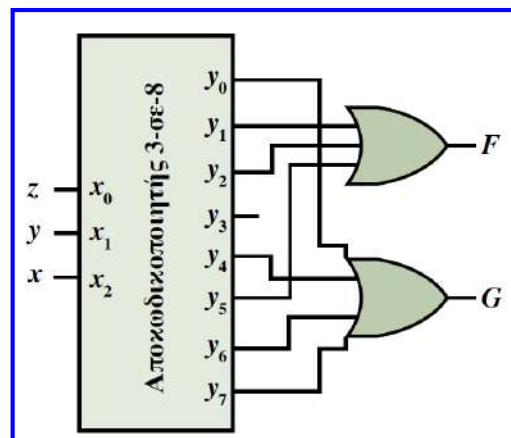 Αποκωδικοποιητής 3-σε-8
z x₀
y x₁
x x₂
y₀
y₁
y₂
y₃
y₄
y₅
y₆
y₇
F
G